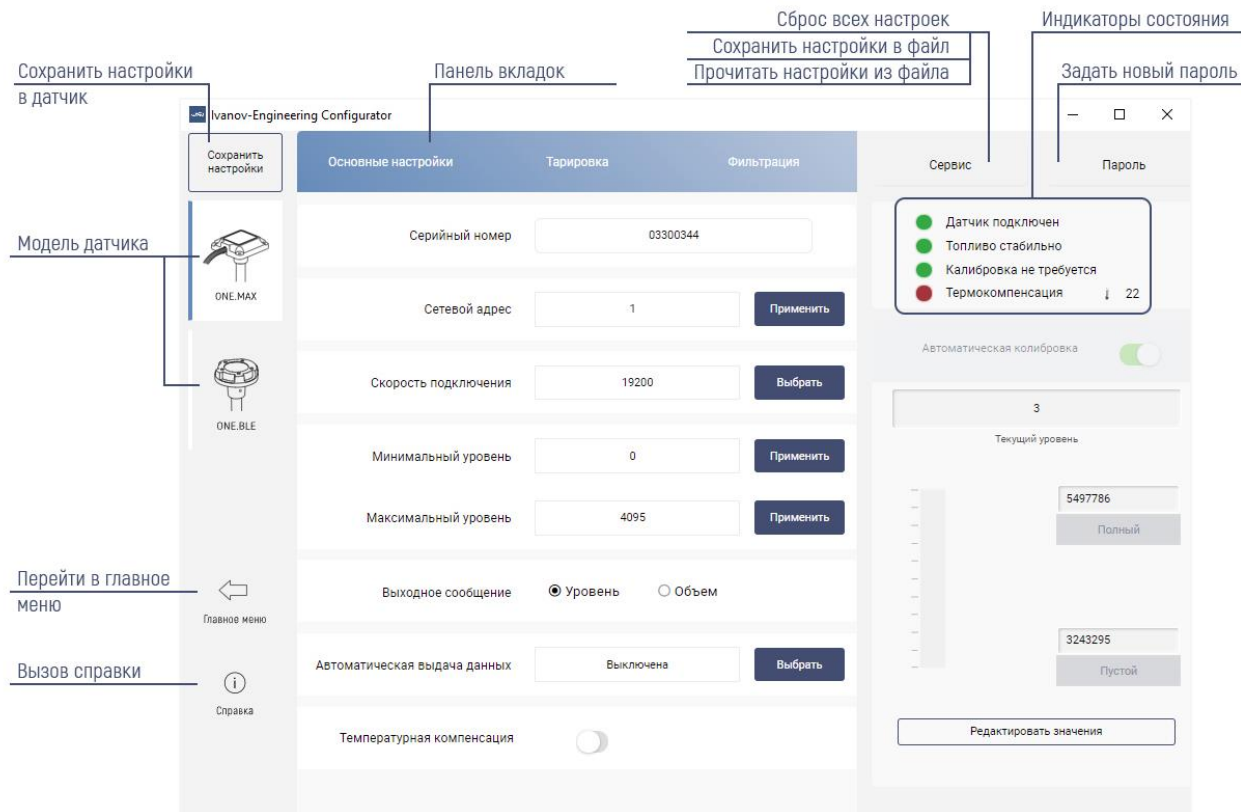 Сброс всех настроек
Индикаторы состояния
Сохранить настройки в файл
Сохранить настройки
в датчик
Панель вкладок
Прочитать настройки из файла
Задать новый пароль
Ivanov-Engineering Configurator
Сохранить
настройки
Основные настройки
Тарировка
Фильтрация
Сервис
Пароль
Модель датчика
ONE.MAX
Серийный номер
03300344
Датчик подключен
Топливо стабильно
Калибровка не требуется
Термокомпенсация
22
Сетевой адрес
1
Применить
Автоматическая калибровка
ONE.BLE
Скорость подключения
19200
Выбрать
3
Текущий уровень
Минимальный уровень
0
Применить
Максимальный уровень
4095
Применить
5497786
Полный
Перейти в главное
меню
Главное меню
Выходное сообщение
Уровень
Объем
Вызов справки
Справка
Автоматическая выдача данных
Выключена
Выбрать
3243295
Пустой
Температурная компенсация
Редактировать значения